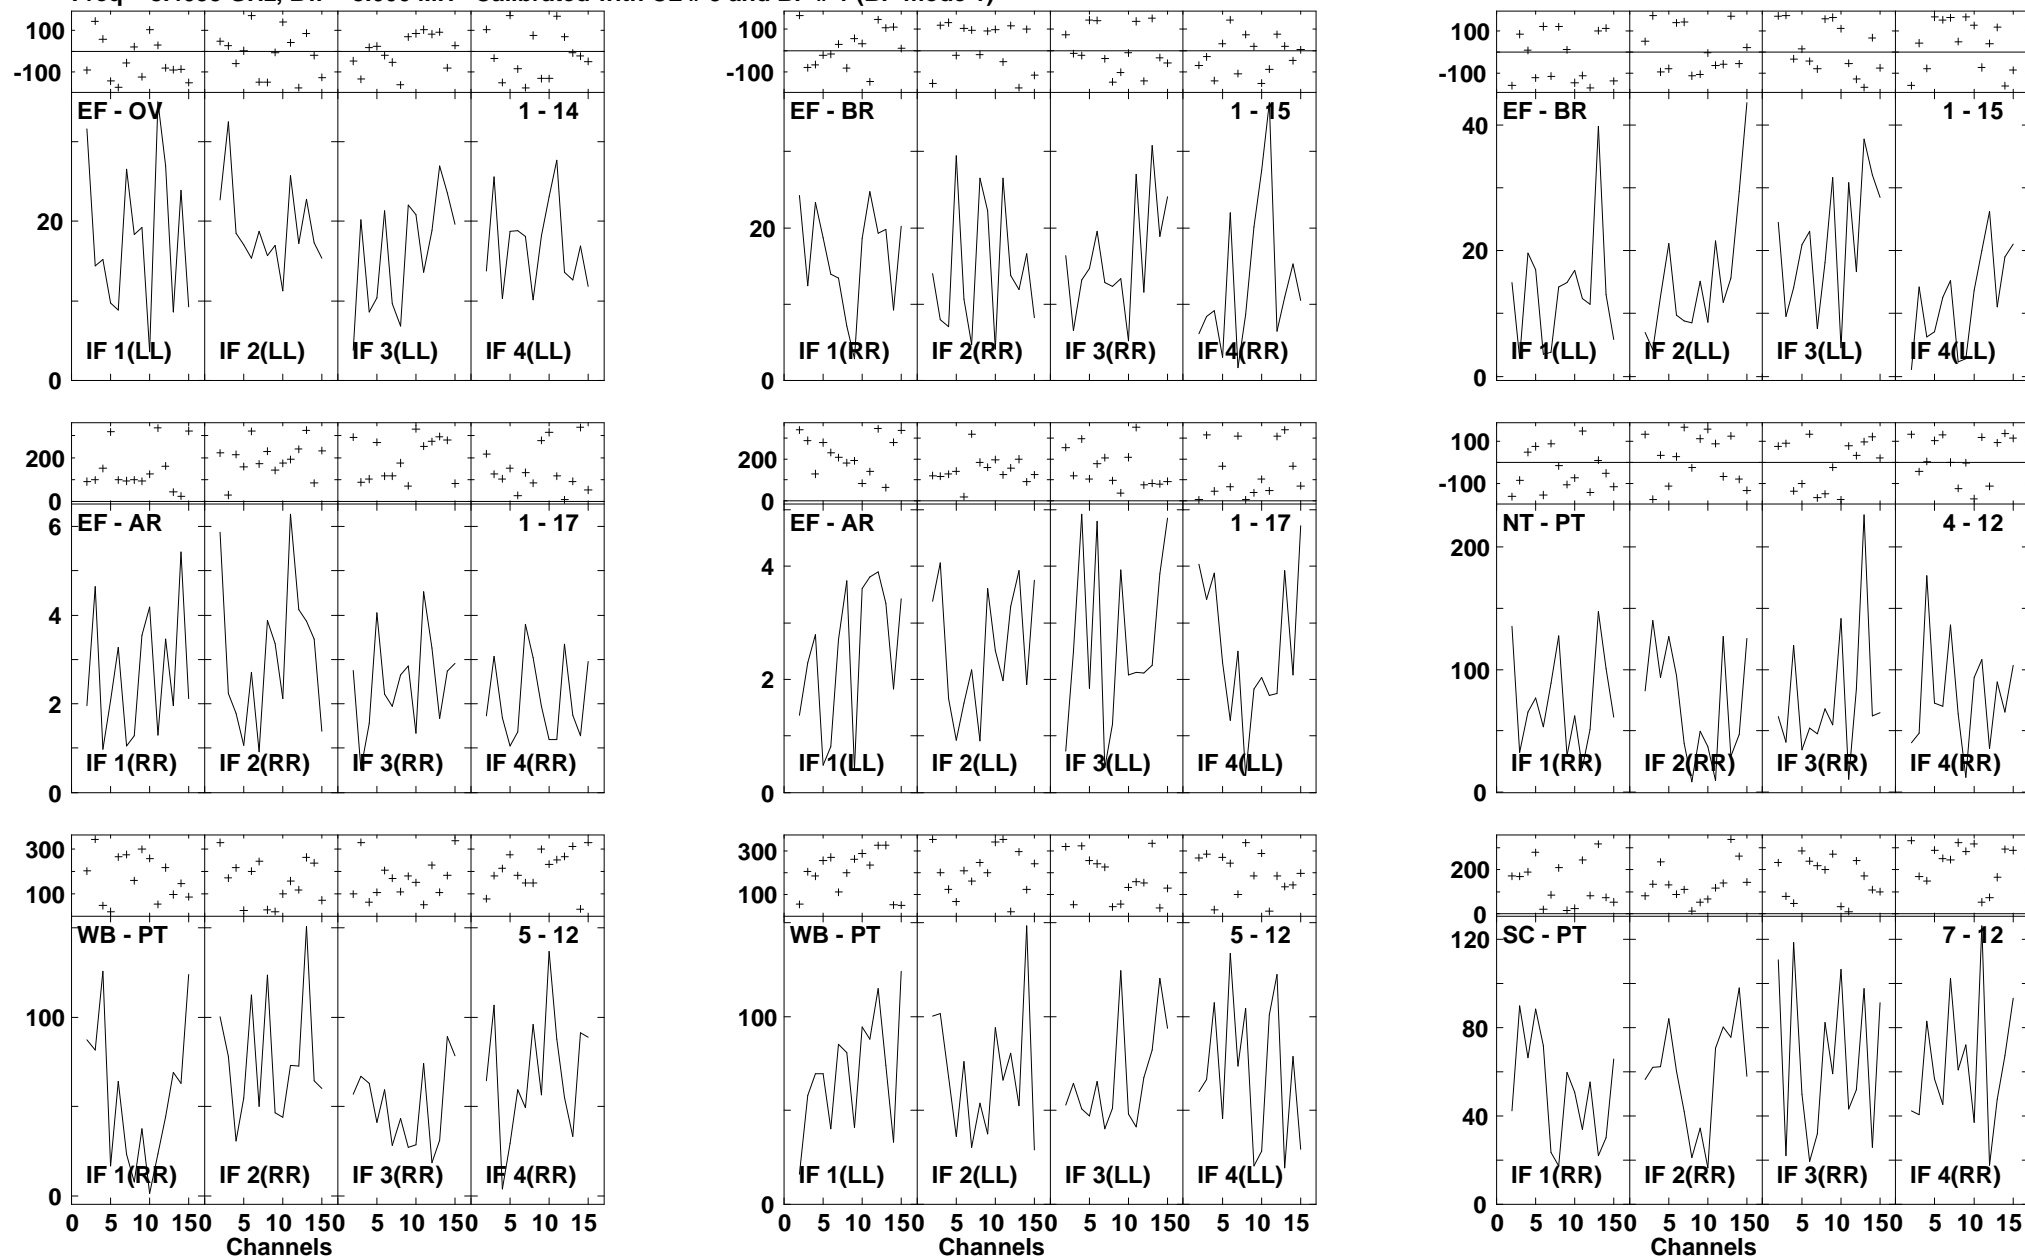 100 100 100
-100 -100 -100
EF - OV 1 - 14 EF - BR 1 - 15 EF - BR 1 - 15
40
20 20 20
IF 1(LL) IF 2(LL) IF 3(LL) IF 4(LL) IF 1(RR) IF 2(RR) IF 3(RR) IF 4(RR) IF 1(LL) IF 2(LL) IF 3(LL) IF 4(LL)
0 0 0
200 200 100
0 0 -100
EF - AR 1 - 17 EF - AR 1 - 17 NT - PT 4 - 12
6 200
4 4 100
2 2
IF 1(RR) IF 2(RR) IF 3(RR) IF 4(RR) IF 1(LL) IF 2(LL) IF 3(LL) IF 4(LL) IF 1(RR) IF 2(RR) IF 3(RR) IF 4(RR)
0 0 0
300 300 200
100 100 0
WB - PT 5 - 12 WB - PT 5 - 12 SC - PT 7 - 12
120
100 100 80
40
IF 1(RR) IF 2(RR) IF 3(RR) IF 4(RR) IF 1(LL) IF 2(LL) IF 3(LL) IF 4(LL) IF 1(RR) IF 2(RR) IF 3(RR) IF 4(RR)
0 0 0
0 5 10 150 5 10 150 5 10 150 5 10 15 0 5 10 150 5 10 150 5 10 150 5 10 15 0 5 10 150 5 10 150 5 10 150 5 10 15
Channels Channels Channels